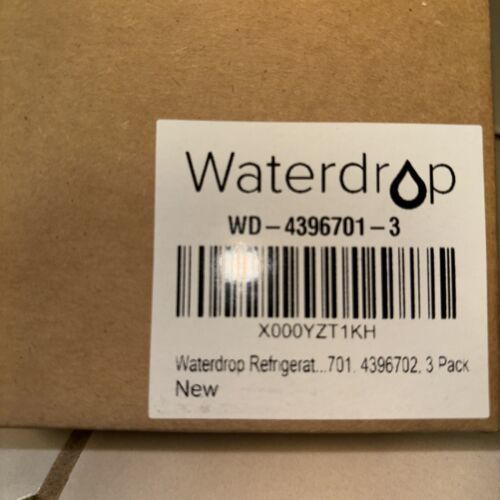 Waterdrop
WD-4396701-3
X000YZT1KH
Waterdrop Refrigerat...701, 4396702, 3 Pack
New